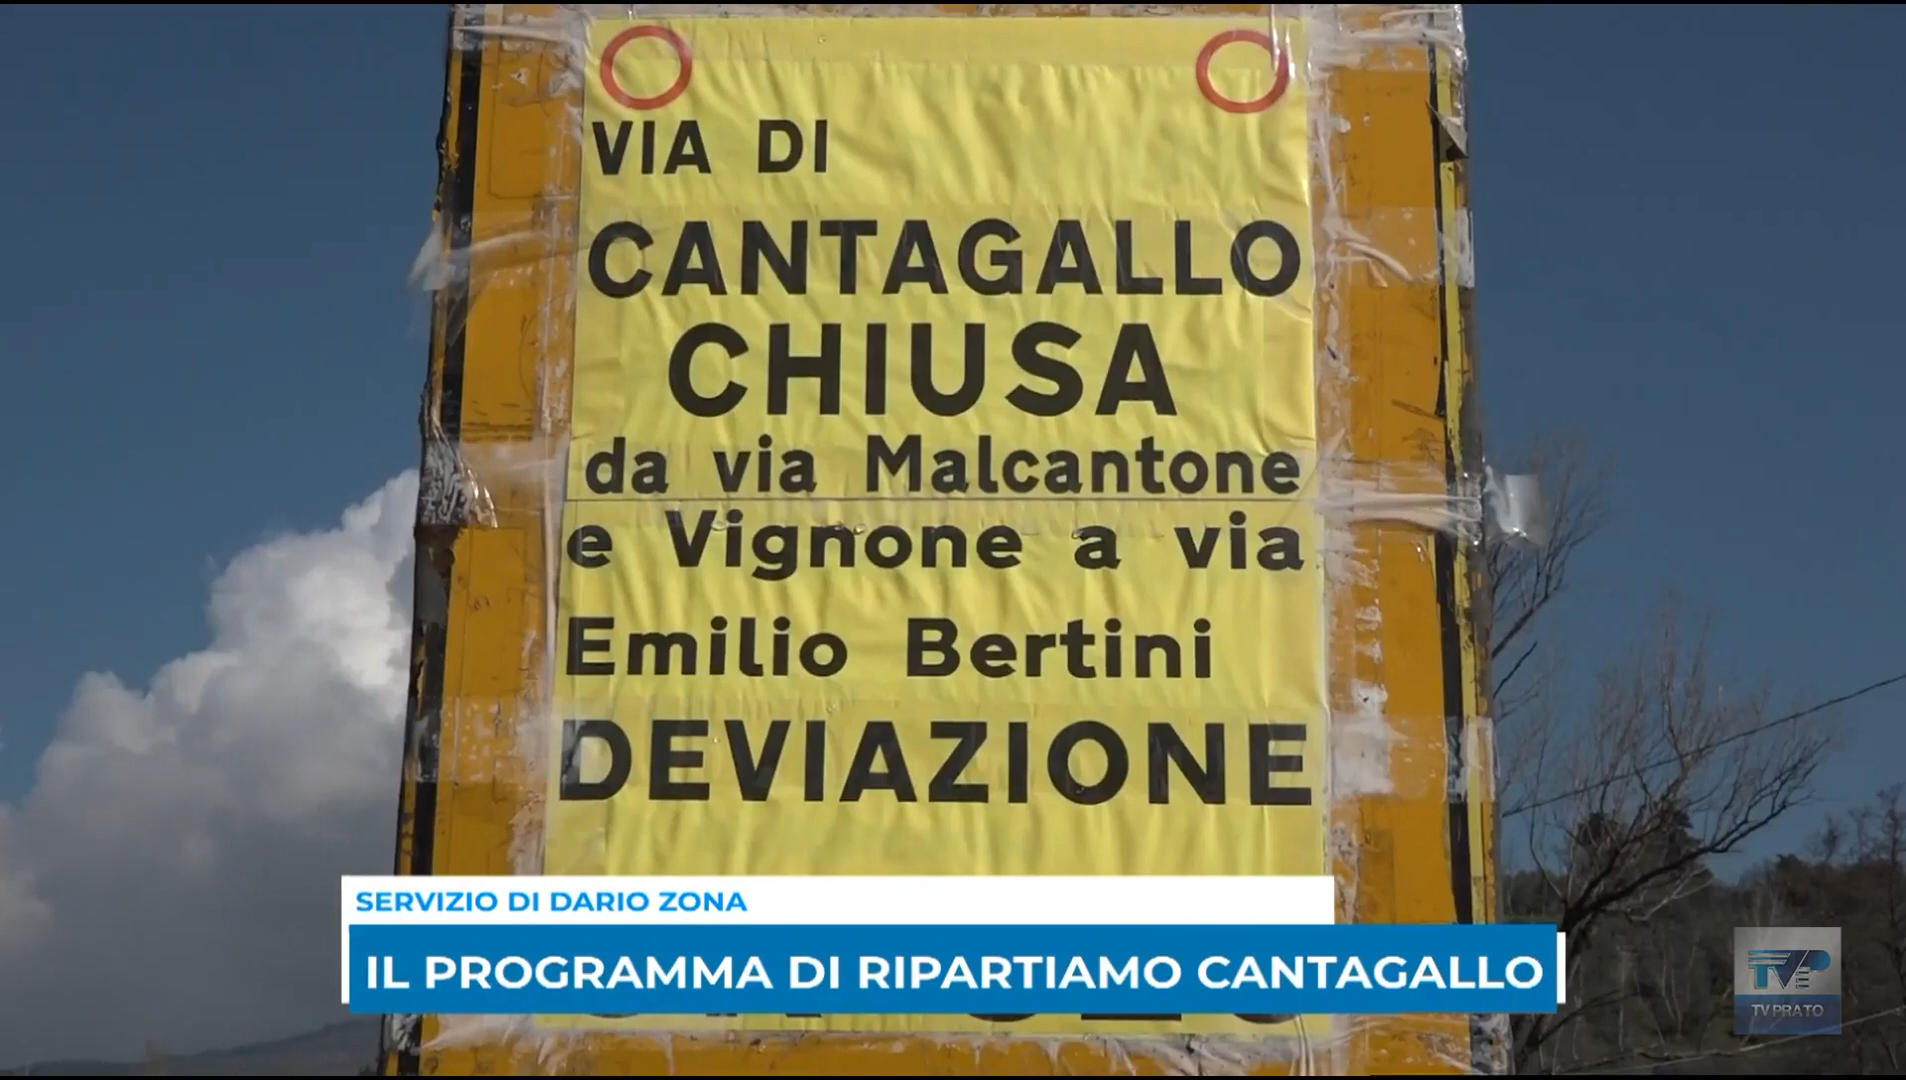 VIA DI
CANTAGALLO
CHIUSA
da via Malcantone
e Vignone a via
Emilio Bertini
DEVIAZIONE
SERVIZIO DI DARIO ZONA
IL PROGRAMMA DI RIPARTIAMO CANTAGALLO
TV PRATO